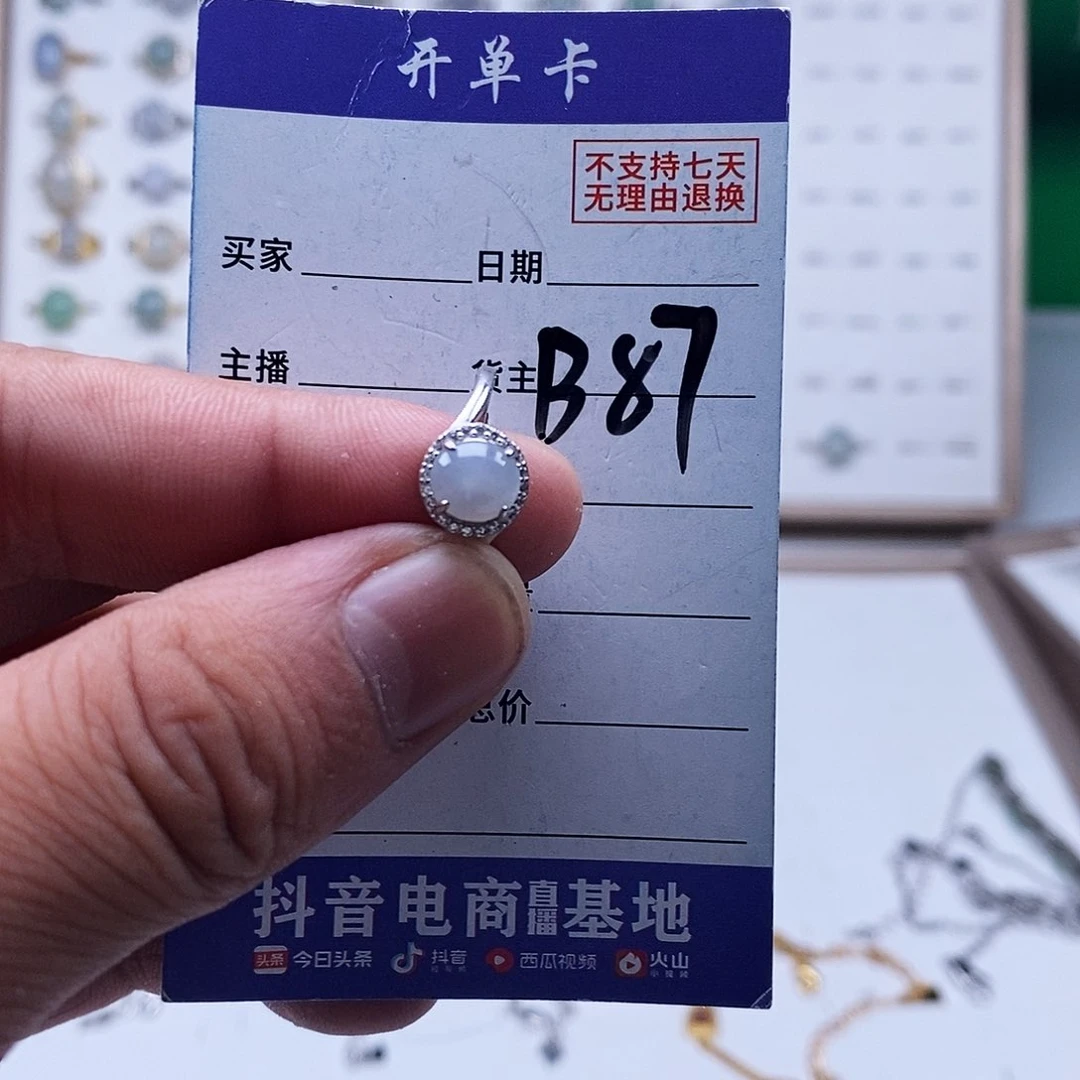 开单卡
不支持七天
无理由退换
买家 日期
主播 货主 B87
总价
抖音电商直播基地
头条 今日头条 抖音 西瓜视频 火山